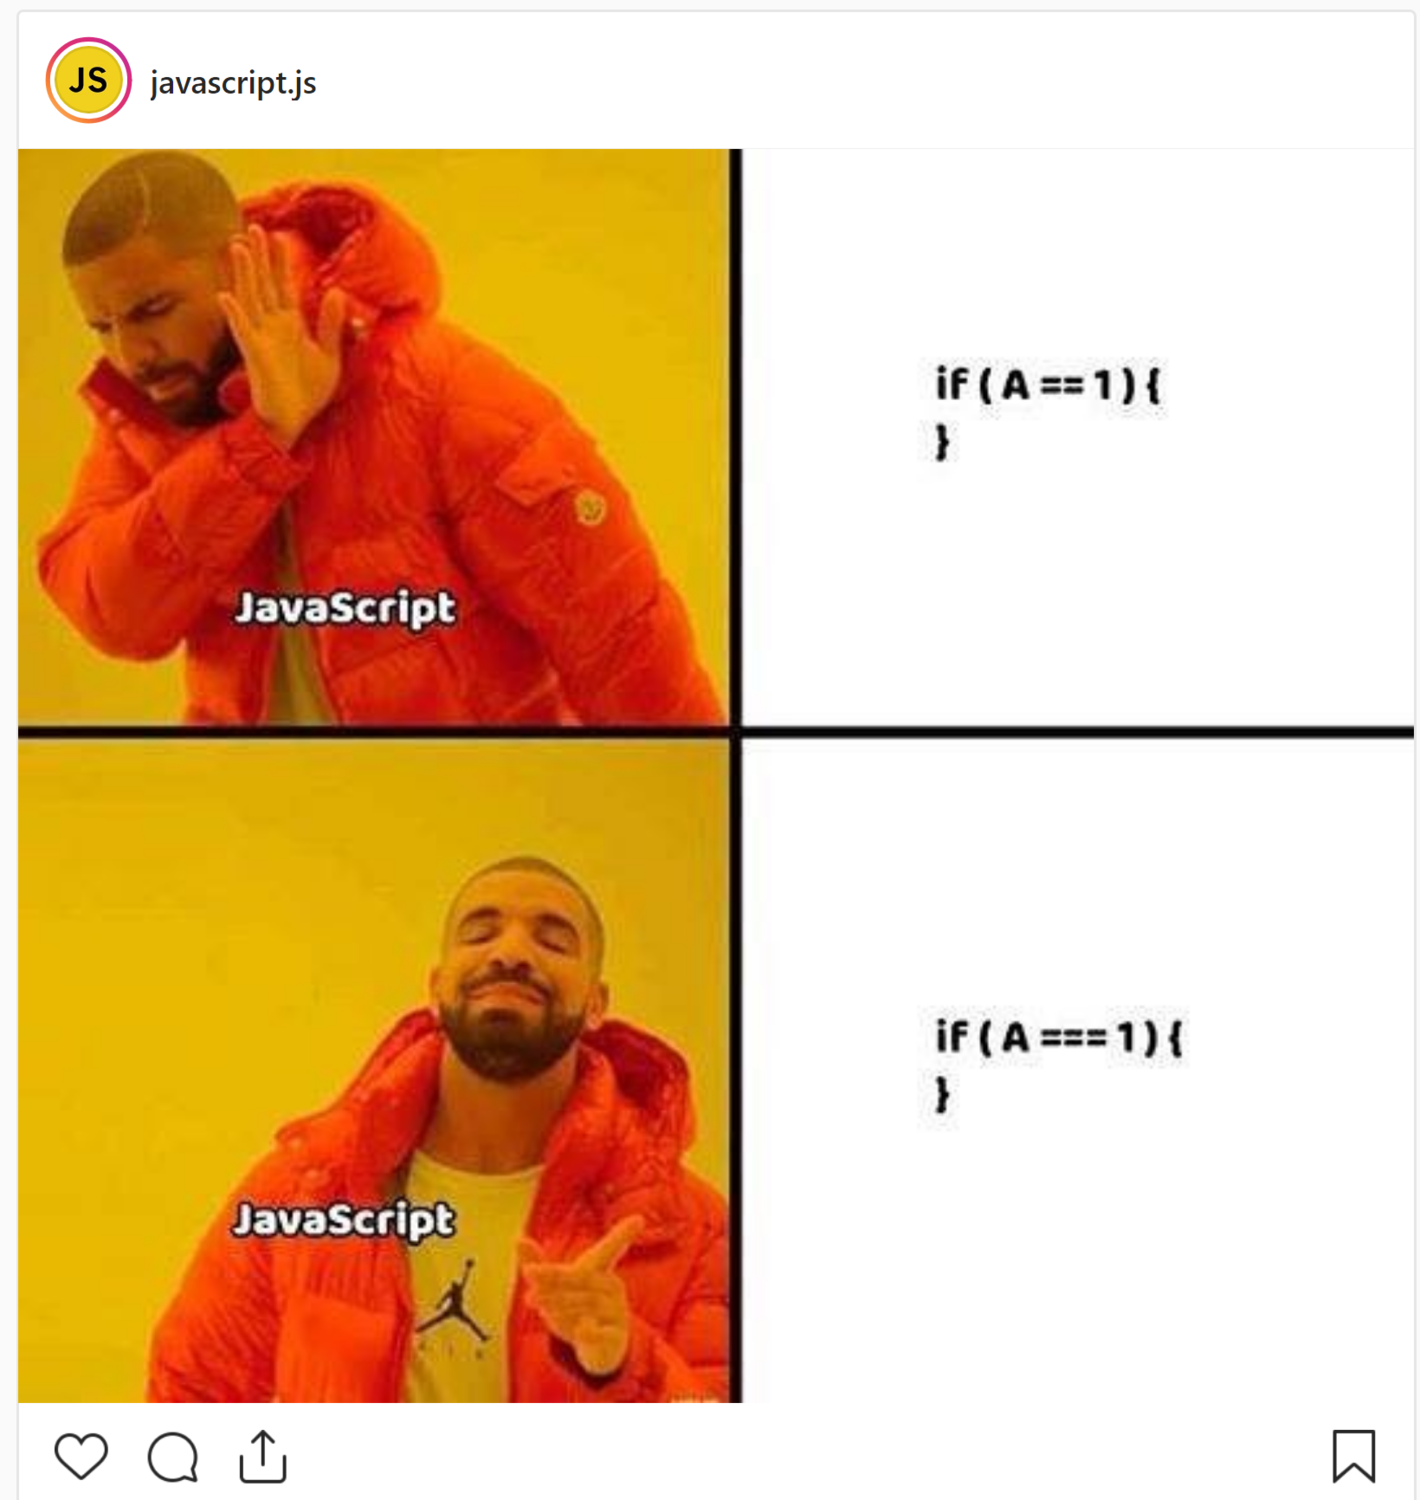 JS javascript.js
if ( A == 1 ) {
}
JavaScript
if ( A === 1 ) {
}
JavaScript